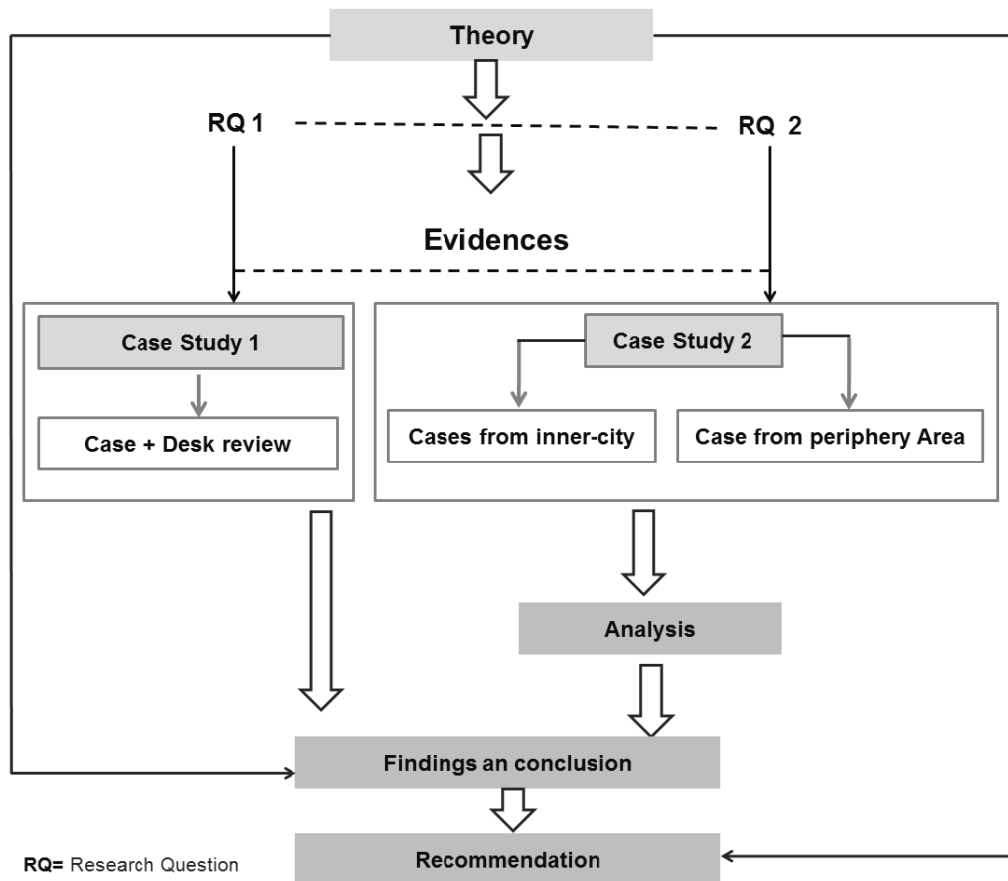 Theory
RQ 1
RQ 2
Evidences
Case Study 1
Case Study 2
Case + Desk review
Cases from inner-city
Case from periphery Area
Analysis
Findings an conclusion
Recommendation
RQ= Research Question